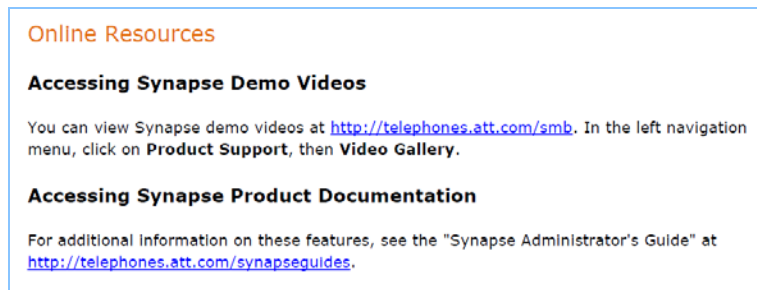 Online Resources
Accessing Synapse Demo Videos
You can view Synapse demo videos at http://telephones.att.com/smb. In the left navigation
menu, click on Product Support, then Video Gallery.
Accessing Synapse Product Documentation
For additional information on these features, see the "Synapse Administrator's Guide" at
http://telephones.att.com/synapseguides.